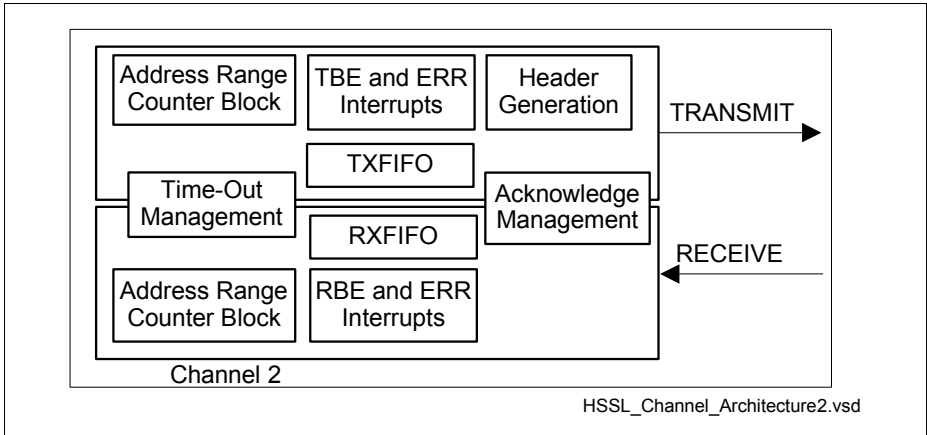 Address Range
Counter Block
TBE and ERR
Interrupts
Header
Generation
TRANSMIT
TXFIFO
Time-Out
Management
Acknowledge
Management
RXFIFO
RECEIVE
Address Range
Counter Block
RBE and ERR
Interrupts
Channel 2
HSSL_Channel_Architecture2.vsd